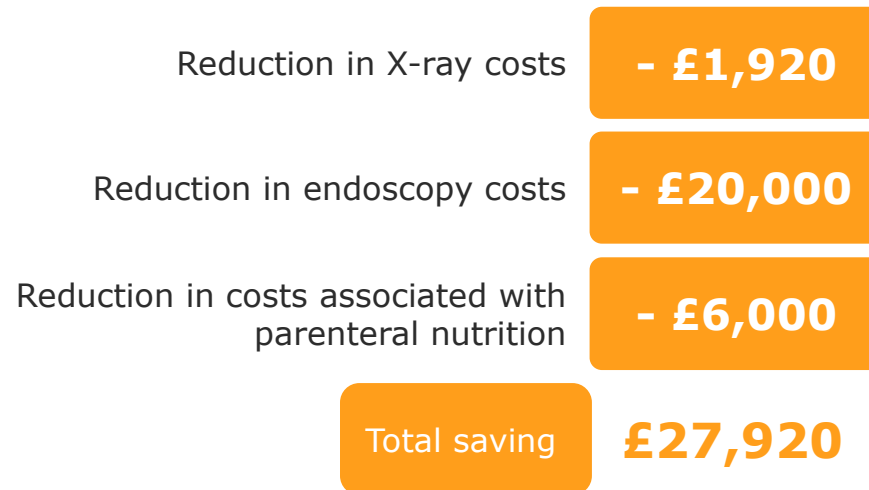 Reduction in X-ray costs - £1,920
Reduction in endoscopy costs - £20,000
Reduction in costs associated with
parenteral nutrition - £6,000
Total saving £27,920